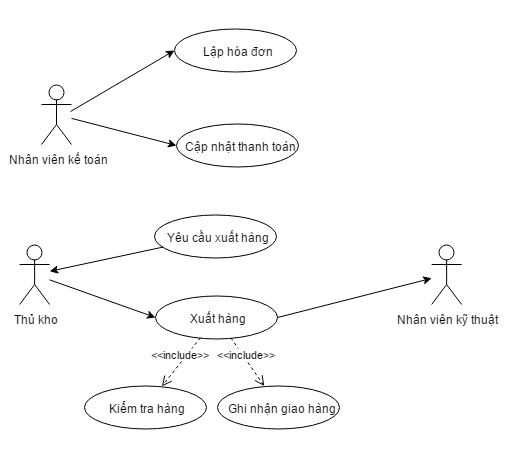 Lập hóa đơn
Nhân viên kế toán
Cập nhật thanh toán
Yêu cầu xuất hàng
Thủ kho
Xuất hàng
Nhân viên kỹ thuật
<<include>>
<<include>>
Kiểm tra hàng
Ghi nhận giao hàng